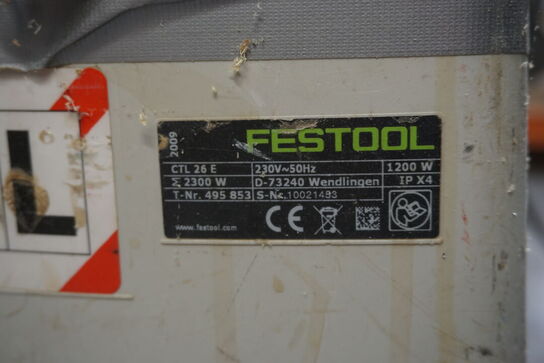 L
2009
FESTOOL
CTL 26 E 230V~50Hz 1200 W
Σ 2300 W D-73240 Wendlingen IP X4
T-Nr. 495 853 S-Nr. 10021493
www.festool.com
CE